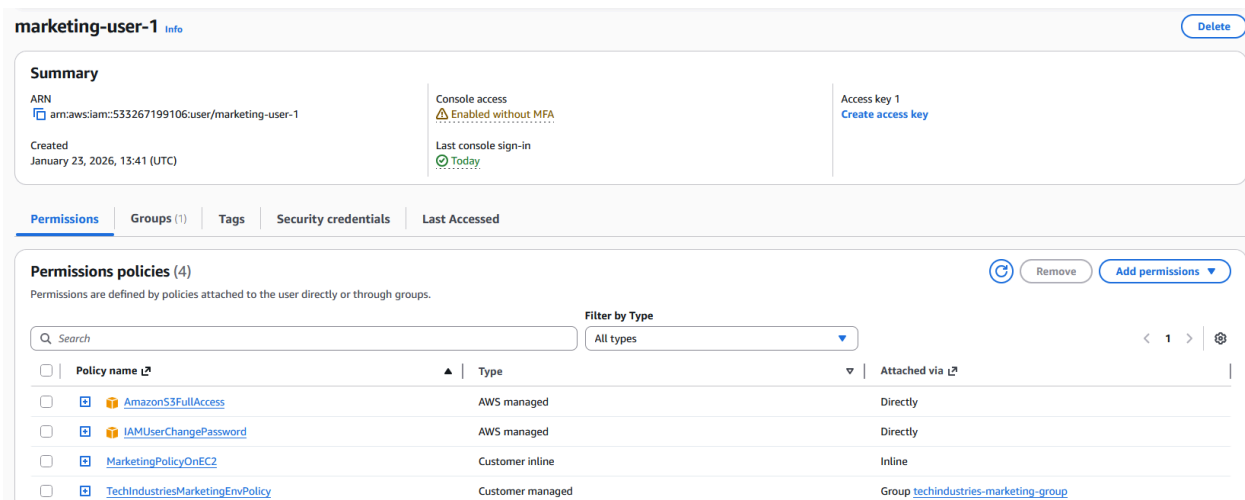 marketing-user-1 Info
Delete
Summary
ARN
arn:aws:iam::533267199106:user/marketing-user-1
Created
January 23, 2026, 13:41 (UTC)
Console access
Enabled without MFA
Last console sign-in
Today
Access key 1
Create access key
Permissions
Groups (1)
Tags
Security credentials
Last Accessed
Permissions policies (4)
Remove
Add permissions
Permissions are defined by policies attached to the user directly or through groups.
Filter by Type
Search
All types
1
Policy name
Type
Attached via
AmazonS3FullAccess
AWS managed
Directly
IAMUserChangePassword
AWS managed
Directly
MarketingPolicyOnEC2
Customer inline
Inline
TechIndustriesMarketingEnvPolicy
Customer managed
Group techindustries-marketing-group